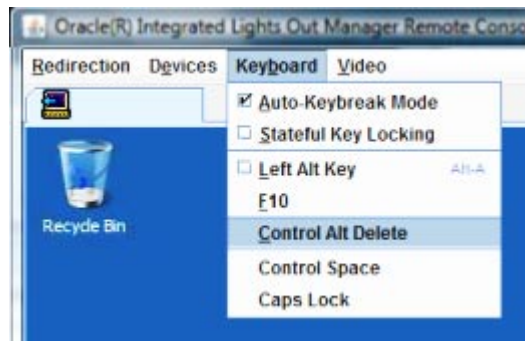 Oracle(R) Integrated Lights Out Manager Remote Conso
Redirection Devices Keyboard Video
Auto-Keybreak Mode
Stateful Key Locking
Left Alt Key Alt-A
F10
Control Alt Delete
Control Space
Caps Lock
Recycle Bin